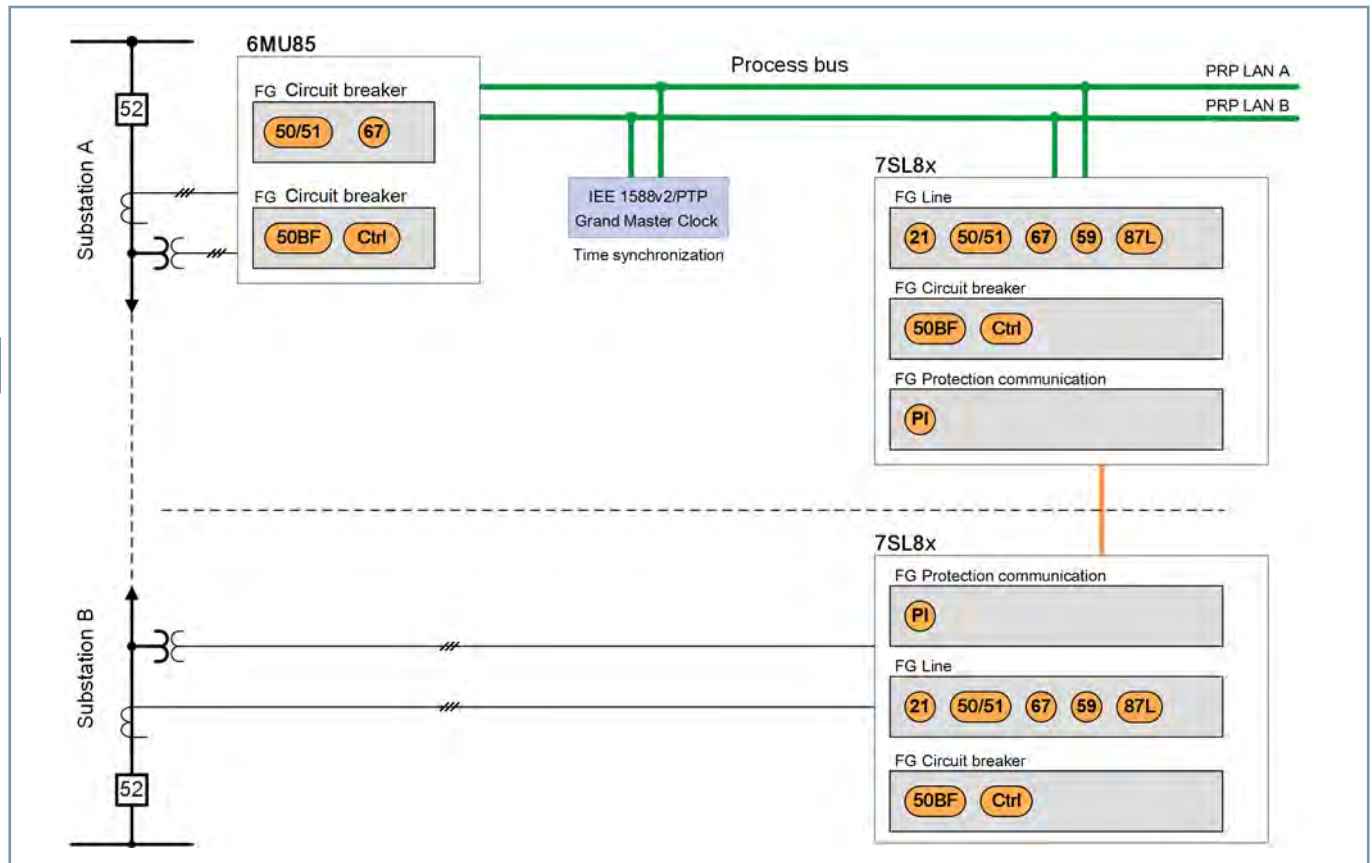 6MU85
FG Circuit breaker
50/51 67
FG Circuit breaker
50BF Ctrl
52
Substation A
Process bus
PRP LAN A
PRP LAN B
IEE 1588v2/PTP
Grand Master Clock
Time synchronization
7SL8x
FG Line
21 50/51 67 59 87L
FG Circuit breaker
50BF Ctrl
FG Protection communication
PI
7SL8x
FG Protection communication
PI
FG Line
21 50/51 67 59 87L
FG Circuit breaker
50BF Ctrl
Substation B
52